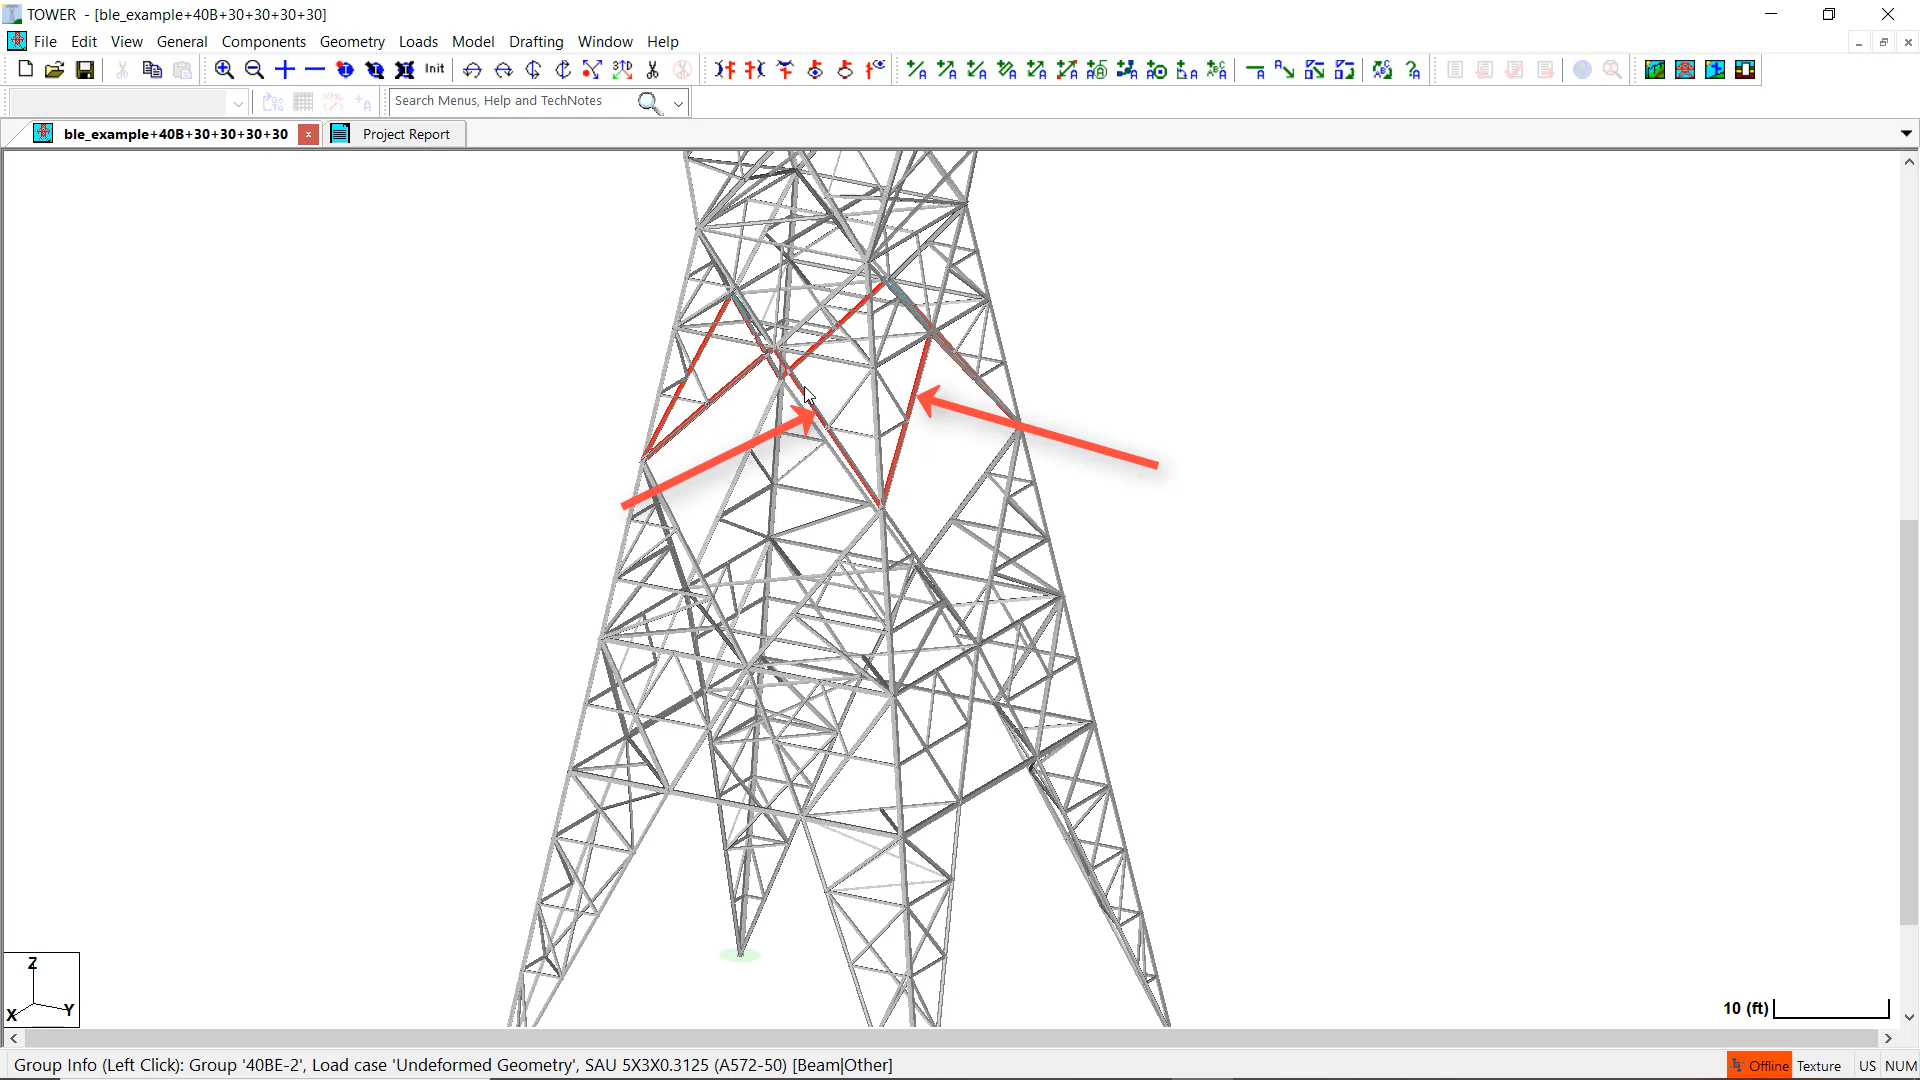 TOWER - [ble_example+40B+30+30+30+30]
File Edit View General Components Geometry Loads Model Drafting Window Help
Init
Search Menus, Help and TechNotes
ble_example+40B+30+30+30+30
Project Report
Z
X
Y
10 (ft)
Group Info (Left Click): Group '40BE-2', Load case 'Undeformed Geometry', SAU 5X3X0.3125 (A572-50) [Beam|Other]
Offline Texture US NUM